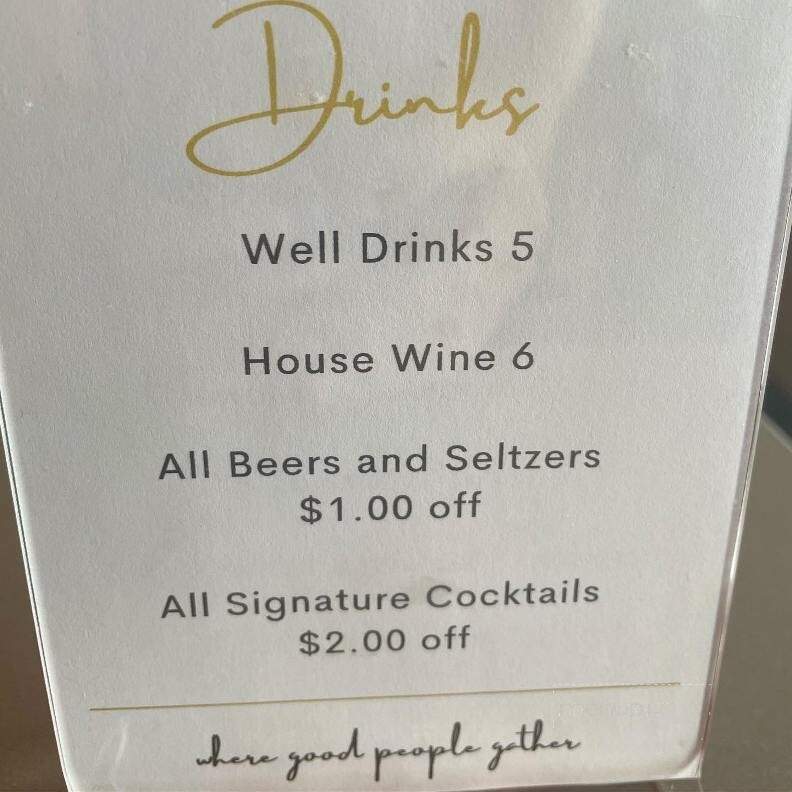 Drinks
Well Drinks 5
House Wine 6
All Beers and Seltzers
$1.00 off
All Signature Cocktails
$2.00 off
where good people gather